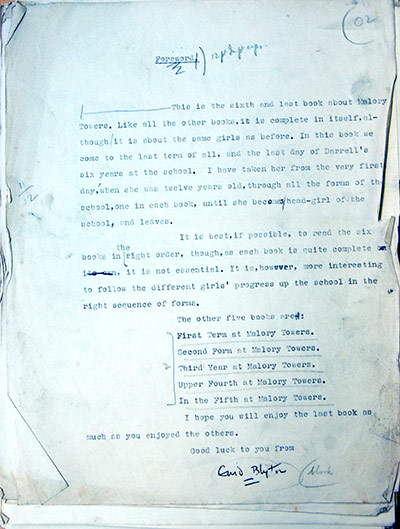 102
Foreword.
This is the sixth and last book about Malory
Towers. Like all the other books,it is complete in itself,al-
though it is about the same girls as before. In this book we
come to the last term of all, and the last day of Darrell's
six years at the school. I have taken her from the very first
day,when she was twelve years old,through all the forms of the
school,one in each book, until she becomes head-girl of the
school, and leaves.
It is best,if possible, to read the six
books in the right order, though,as each book is quite complete in
itself, it is not essential. It is,however, more interesting
to follow the different girls' progress up the school in the
right sequence of forms.
The other five books are:
First Term at Malory Towers.
Second Form at Malory Towers.
Third Year at Malory Towers.
Upper Fourth at Malory Towers.
In the Fifth at Malory Towers.
I hope you will enjoy the last book as
much as you enjoyed the others.
Good luck to you from
Enid Blyton